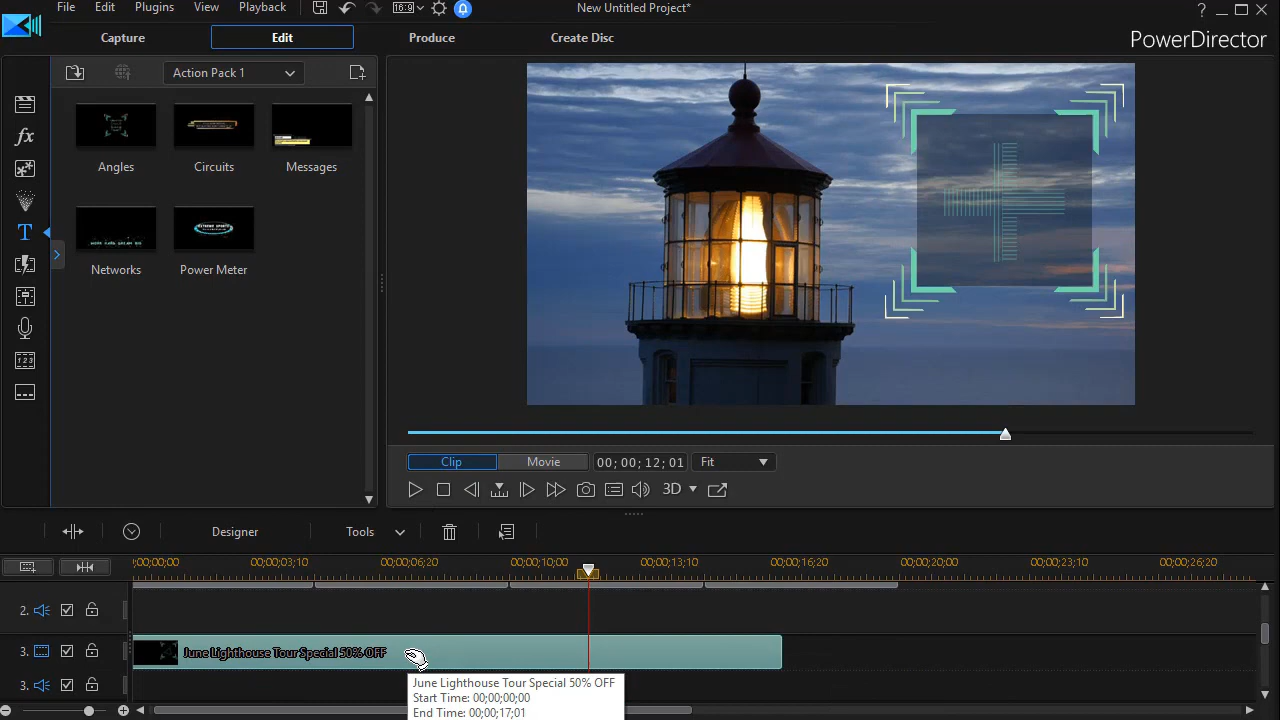 File Edit Plugins View Playback 16:9 New Untitled Project* ?
Capture Edit Produce Create Disc PowerDirector
Action Pack 1
fx
T
Angles Circuits Messages
EXTREME SPORTS
Networks Power Meter
Clip Movie 00; 00; 12; 01 Fit
3D
Designer Tools
00;00;00;00 00;00;03;10 00;00;06;20 00;00;10;00 00;00;13;10 00;00;16;20 00;00;20;00 00;00;23;10 00;00;26;20
2.
3. June Lighthouse Tour Special 50% OFF
3.
June Lighthouse Tour Special 50% OFF
Start Time: 00;00;00;00
End Time: 00;00;17;01